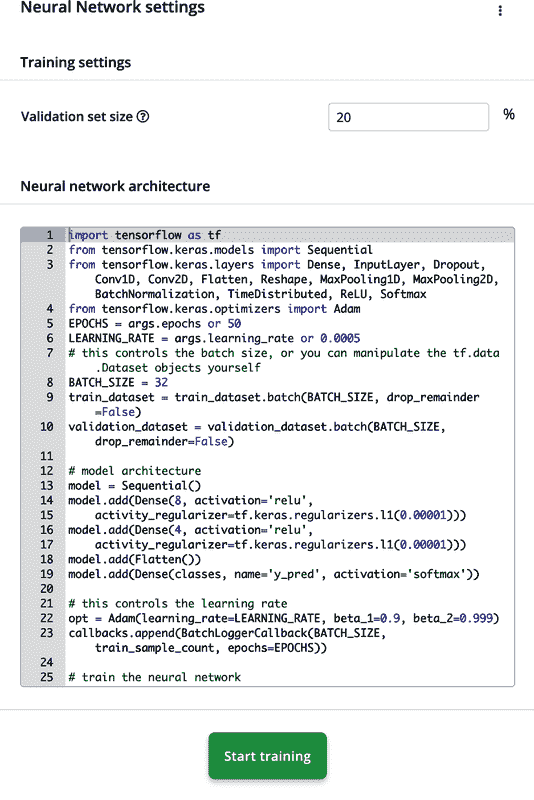 Neural Network settings
Training settings
Validation set size ?
20 %
Neural network architecture
1 import tensorflow as tf
2 from tensorflow.keras.models import Sequential
3 from tensorflow.keras.layers import Dense, InputLayer, Dropout,
Conv1D, Conv2D, Flatten, Reshape, MaxPooling1D, MaxPooling2D,
BatchNormalization, TimeDistributed, ReLU, Softmax
4 from tensorflow.keras.optimizers import Adam
5 EPOCHS = args.epochs or 50
6 LEARNING_RATE = args.learning_rate or 0.0005
7 # this controls the batch size, or you can manipulate the tf.data
.Dataset objects yourself
8 BATCH_SIZE = 32
9 train_dataset = train_dataset.batch(BATCH_SIZE, drop_remainder
=False)
10 validation_dataset = validation_dataset.batch(BATCH_SIZE,
drop_remainder=False)
11
12 # model architecture
13 model = Sequential()
14 model.add(Dense(8, activation='relu',
15 activity_regularizer=tf.keras.regularizers.l1(0.00001)))
16 model.add(Dense(4, activation='relu',
17 activity_regularizer=tf.keras.regularizers.l1(0.00001)))
18 model.add(Flatten())
19 model.add(Dense(classes, name='y_pred', activation='softmax'))
20
21 # this controls the learning rate
22 opt = Adam(learning_rate=LEARNING_RATE, beta_1=0.9, beta_2=0.999)
23 callbacks.append(BatchLoggerCallback(BATCH_SIZE,
train_sample_count, epochs=EPOCHS))
24
25 # train the neural network
Start training